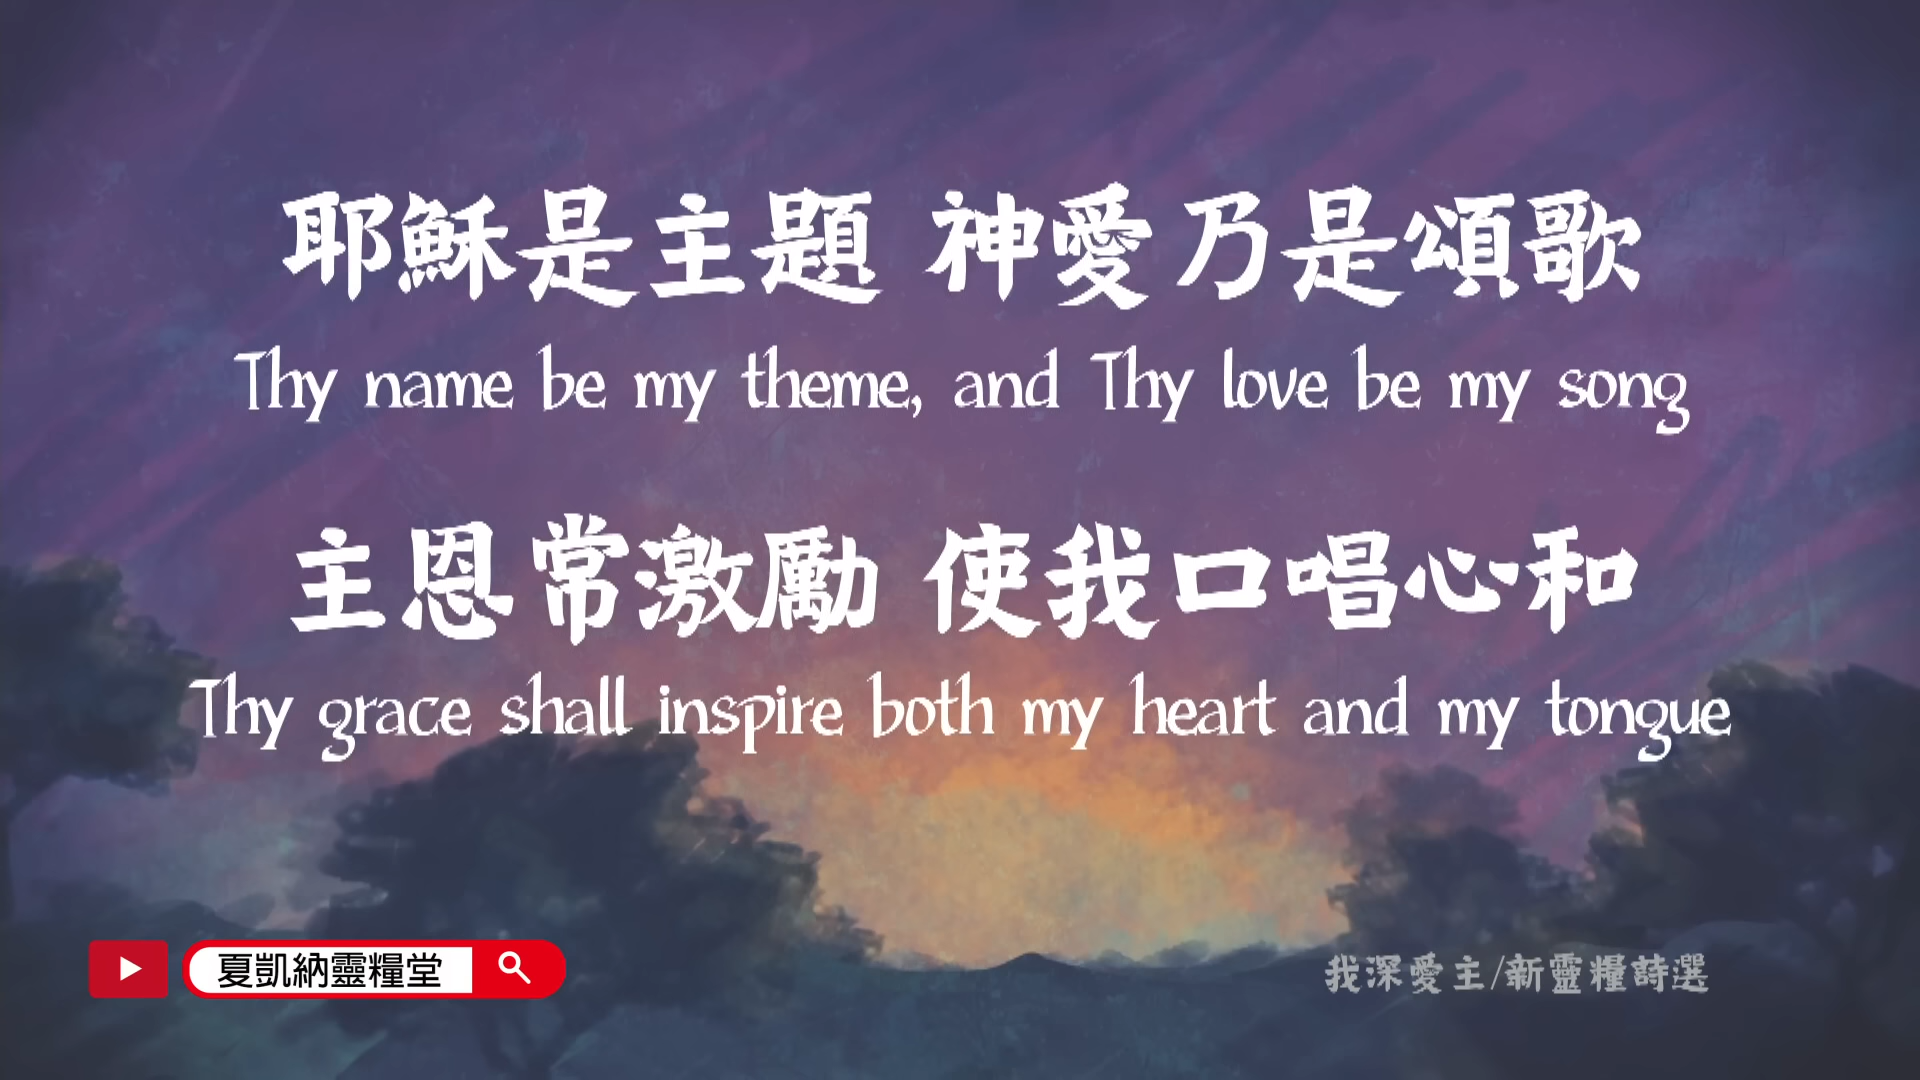 耶穌是主題 神愛乃是頌歌
Thy name be my theme, and Thy love be my song
主恩常激勵 使我口唱心和
Thy grace shall inspire both my heart and my tongue
夏凱納靈糧堂
我深愛主/新靈糧詩選